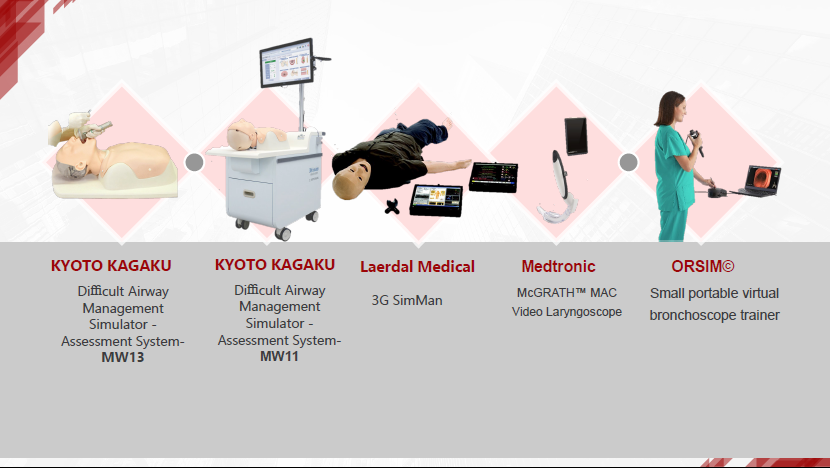 KYOTO KAGAKU
Difficult Airway
Management
Simulator -
Assessment System-
MW13
KYOTO KAGAKU
Difficult Airway
Management
Simulator -
Assessment System-
MW11
Laerdal Medical
3G SimMan
Medtronic
McGRATH™ MAC
Video Laryngoscope
ORSIM©
Small portable virtual
bronchoscope trainer